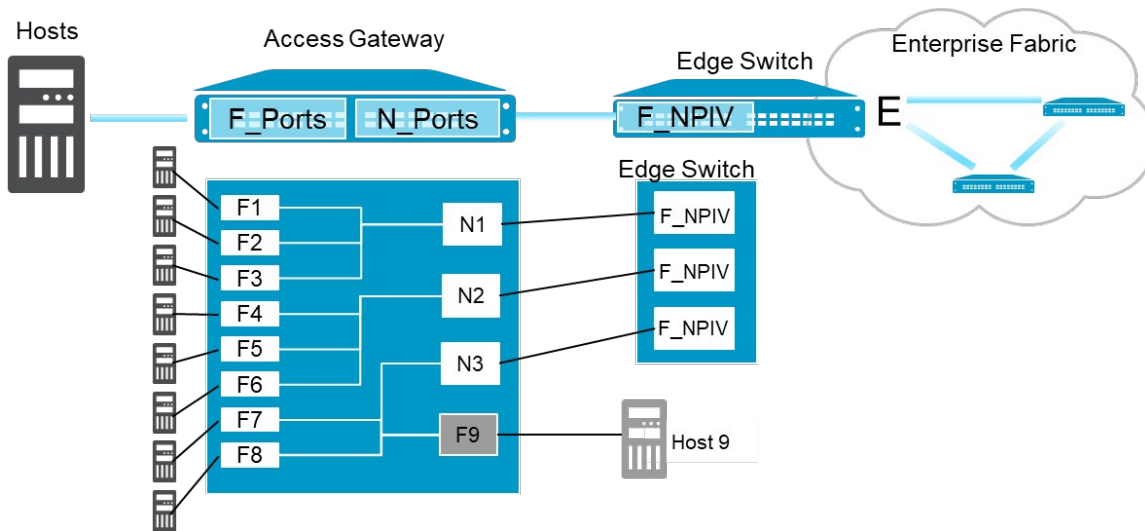 Hosts
Access Gateway
Edge Switch
Enterprise Fabric
F_Ports
N_Ports
F_NPIV
E
Edge Switch
F1
F2
F3
F4
F5
F6
F7
F8
N1
N2
N3
F9
F_NPIV
F_NPIV
F_NPIV
Host 9